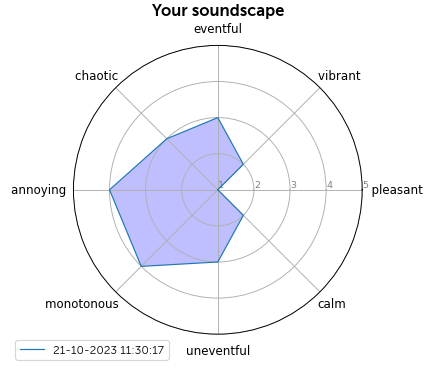 Your soundscape
eventful
chaotic
vibrant
annoying
1
2
3
4
5
pleasant
monotonous
calm
uneventful
21-10-2023 11:30:17